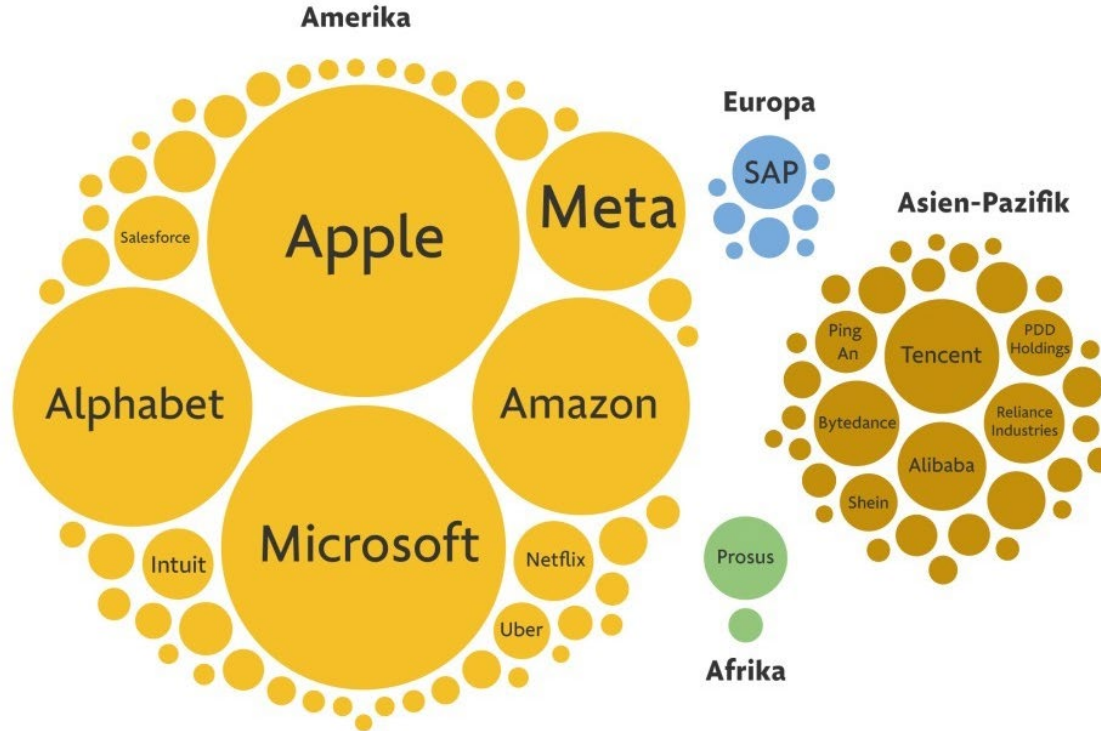 Amerika
Apple
Meta
Salesforce
Alphabet
Amazon
Microsoft
Intuit
Netflix
Uber
Europa
SAP
Asien-Pazifik
Ping
An
Tencent
PDD
Holdings
Bytedance
Reliance
Industries
Alibaba
Shein
Prosus
Afrika